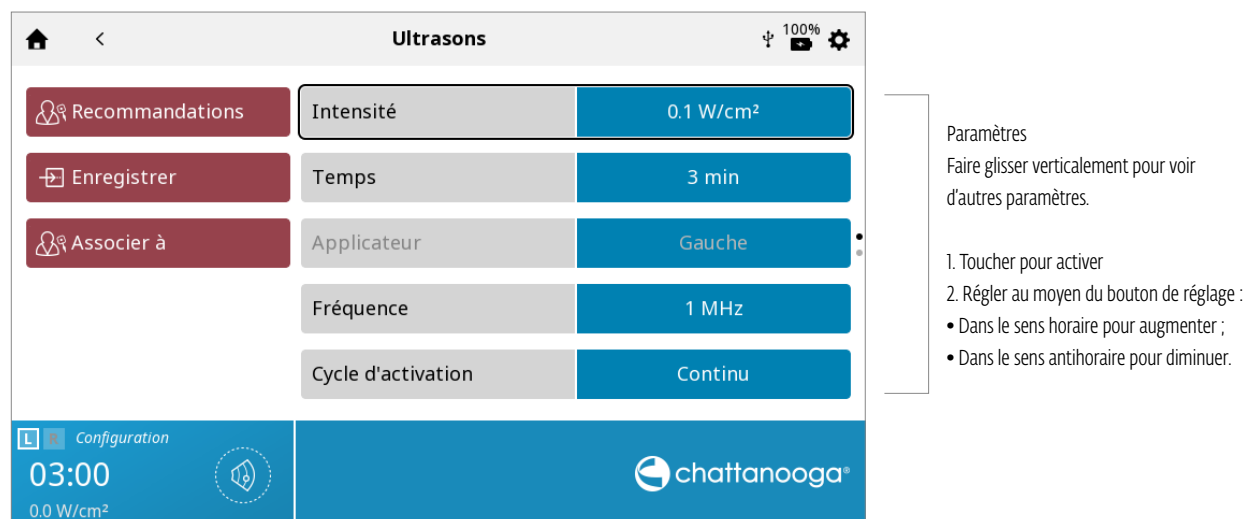 Ultrasons
100%
Recommandations
Enregistrer
Associer à
Intensité 0.1 W/cm²
Temps 3 min
Applicateur Gauche
Fréquence 1 MHz
Cycle d'activation Continu
L R Configuration
03:00
0.0 W/cm²
chattanooga®
Paramètres
Faire glisser verticalement pour voir
d'autres paramètres.
1. Toucher pour activer
2. Régler au moyen du bouton de réglage :
• Dans le sens horaire pour augmenter ;
• Dans le sens antihoraire pour diminuer.